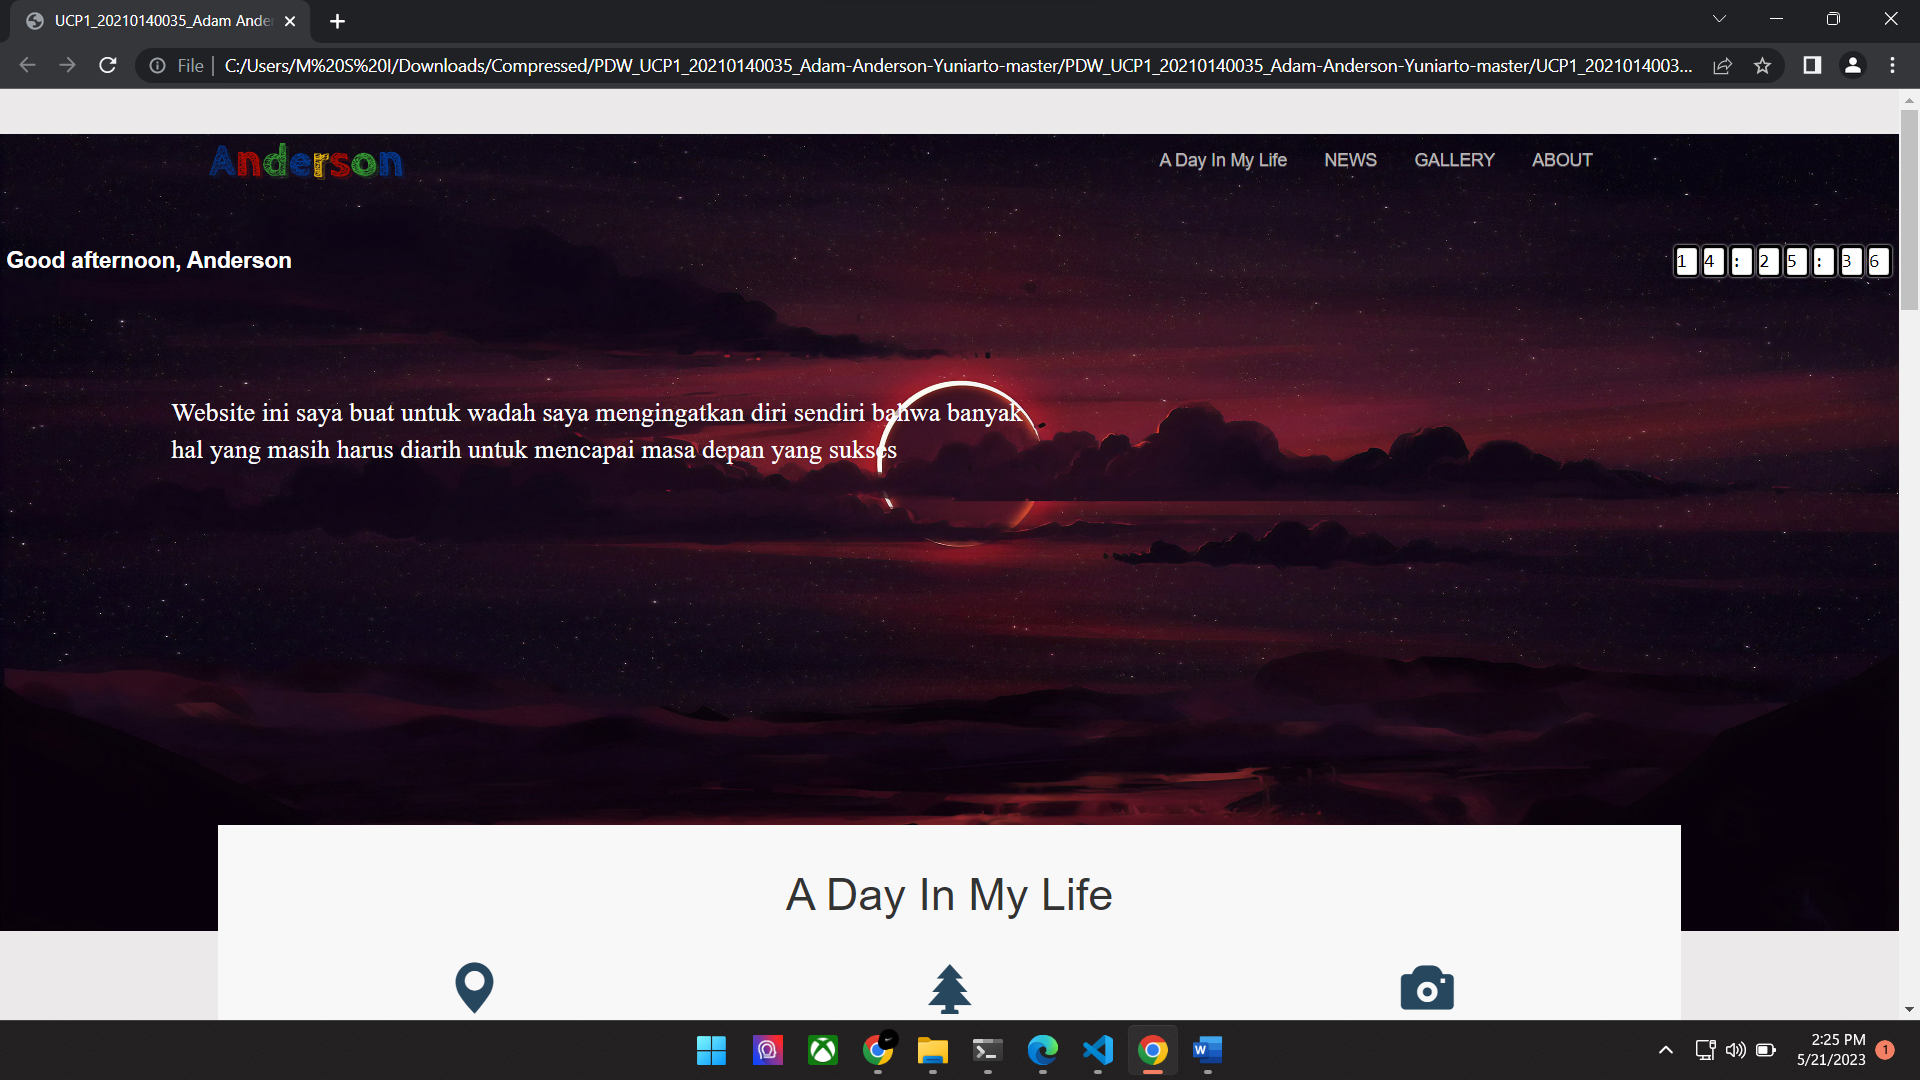 UCP1_20210140035_Adam Ander
File
C:/Users/M%20S%20I/Downloads/Compressed/PDW_UCP1_20210140035_Adam-Anderson-Yuniarto-master/PDW_UCP1_20210140035_Adam-Anderson-Yuniarto-master/UCP1_2021014003...
Anderson
A Day In My Life NEWS GALLERY ABOUT
Good afternoon, Anderson
14:25:36
Website ini saya buat untuk wadah saya mengingatkan diri sendiri bahwa banyak
hal yang masih harus diarih untuk mencapai masa depan yang sukses
A Day In My Life
2:25 PM
5/21/2023
1